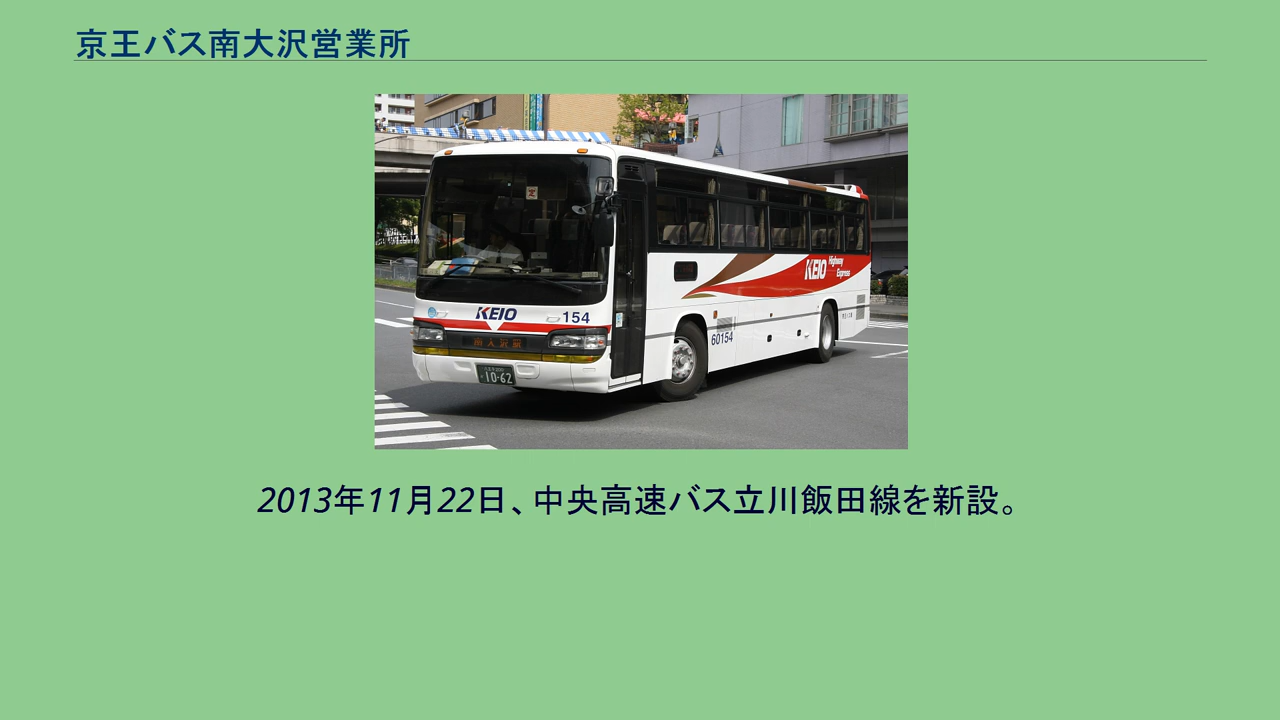 京王バス南大沢営業所
KEIO Highway Express
KEIO
154
60154
南大沢駅
10-62
2013年11月22日、中央高速バス立川飯田線を新設。